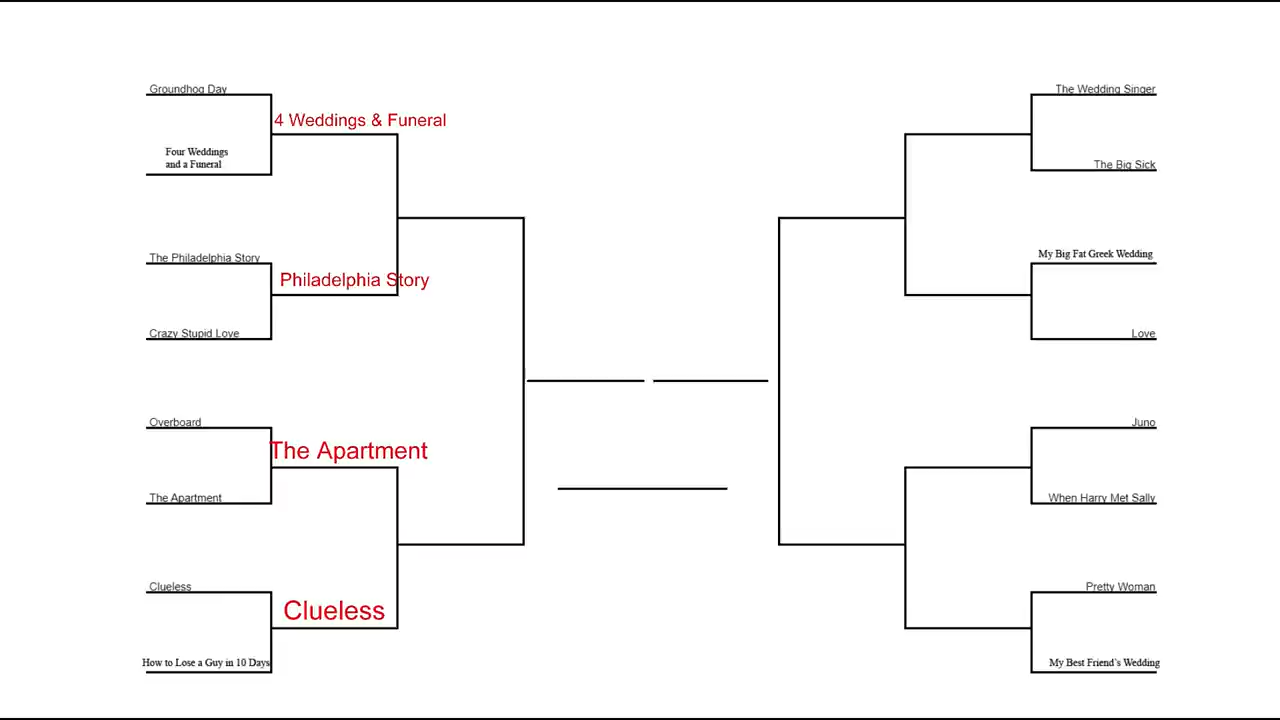 Groundhog Day
4 Weddings & Funeral
Four Weddings
and a Funeral
The Philadelphia Story
Philadelphia Story
Crazy Stupid Love
Overboard
The Apartment
The Apartment
Clueless
Clueless
How to Lose a Guy in 10 Days
The Wedding Singer
The Big Sick
My Big Fat Greek Wedding
Love
Juno
When Harry Met Sally
Pretty Woman
My Best Friend's Wedding